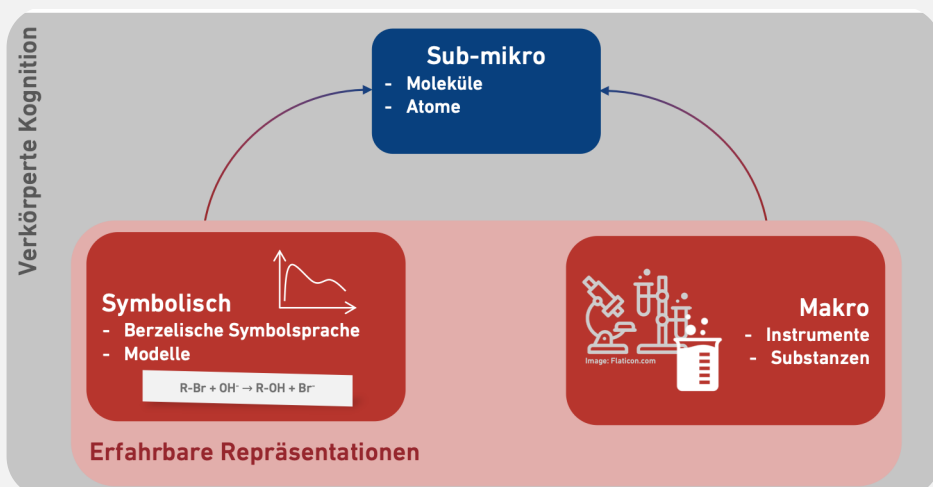 Verkörperte Kognition
Sub-mikro
- Moleküle
- Atome
Symbolisch
- Berzelische Symbolsprache
- Modelle
R-Br + OH⁻ → R-OH + Br⁻
Image: Flaticon.com
Makro
- Instrumente
- Substanzen
Erfahrbare Repräsentationen